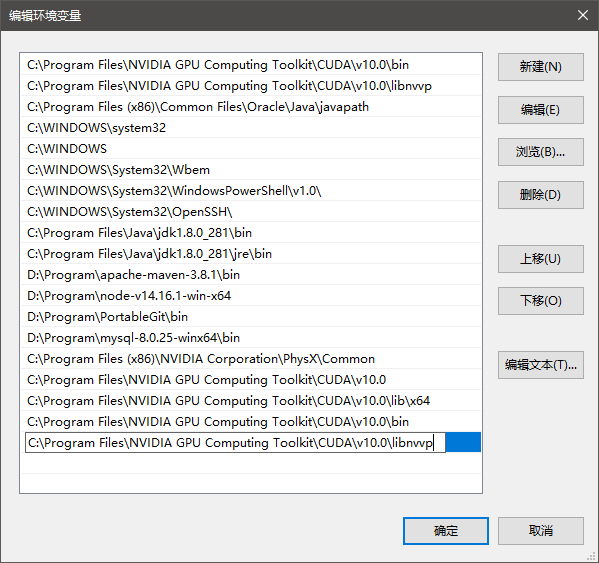 编辑环境变量
C:\Program Files\NVIDIA GPU Computing Toolkit\CUDA\v10.0\bin
C:\Program Files\NVIDIA GPU Computing Toolkit\CUDA\v10.0\libnvvp
C:\Program Files (x86)\Common Files\Oracle\Java\javapath
C:\WINDOWS\system32
C:\WINDOWS
C:\WINDOWS\System32\Wbem
C:\WINDOWS\System32\WindowsPowerShell\v1.0\
C:\WINDOWS\System32\OpenSSH\
C:\Program Files\Java\jdk1.8.0_281\bin
C:\Program Files\Java\jdk1.8.0_281\jre\bin
D:\Program\apache-maven-3.8.1\bin
D:\Program\node-v14.16.1-win-x64
D:\Program\PortableGit\bin
D:\Program\mysql-8.0.25-winx64\bin
C:\Program Files (x86)\NVIDIA Corporation\PhysX\Common
C:\Program Files\NVIDIA GPU Computing Toolkit\CUDA\v10.0
C:\Program Files\NVIDIA GPU Computing Toolkit\CUDA\v10.0\lib\x64
C:\Program Files\NVIDIA GPU Computing Toolkit\CUDA\v10.0\bin
C:\Program Files\NVIDIA GPU Computing Toolkit\CUDA\v10.0\libnvvp
新建(N)
编辑(E)
浏览(B)...
删除(D)
上移(U)
下移(O)
编辑文本(T)...
确定
取消